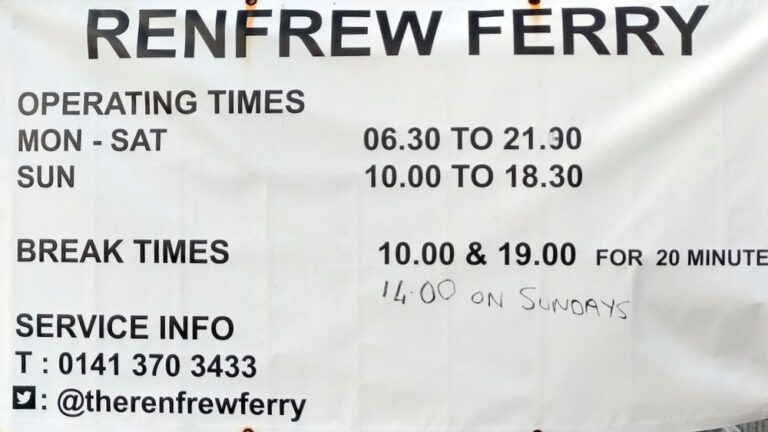 RENFREW FERRY
OPERATING TIMES
MON - SAT 06.30 TO 21.00
SUN 10.00 TO 18.30
BREAK TIMES 10.00 & 19.00 FOR 20 MINUTE
14.00 ON SUNDAYS
SERVICE INFO
T : 0141 370 3433
: @therenfrewferry